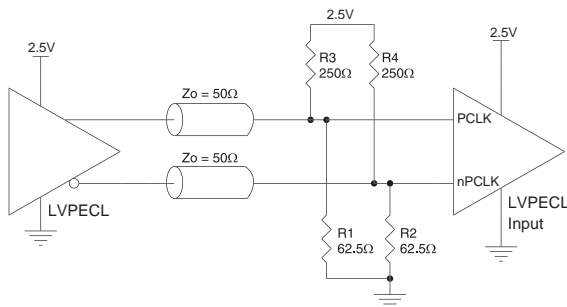 2.5V
2.5V
2.5V
R3
250Ω
R4
250Ω
Zo = 50Ω
PCLK
Zo = 50Ω
nPCLK
LVPECL
LVPECL
Input
R1
62.5Ω
R2
62.5Ω